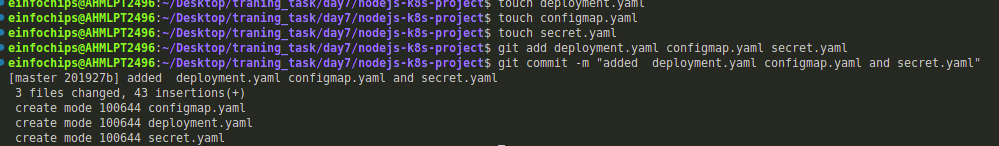 einfochips@AHMLPT2496:~/Desktop/traning_task/day7/nodejs-k8s-project$ touch deployment.yaml
einfochips@AHMLPT2496:~/Desktop/traning_task/day7/nodejs-k8s-project$ touch configmap.yaml
einfochips@AHMLPT2496:~/Desktop/traning_task/day7/nodejs-k8s-project$ touch secret.yaml
einfochips@AHMLPT2496:~/Desktop/traning_task/day7/nodejs-k8s-project$ git add deployment.yaml configmap.yaml secret.yaml
einfochips@AHMLPT2496:~/Desktop/traning_task/day7/nodejs-k8s-project$ git commit -m "added  deployment.yaml configmap.yaml and secret.yaml"
[master 201927b] added  deployment.yaml configmap.yaml and secret.yaml
 3 files changed, 43 insertions(+)
 create mode 100644 configmap.yaml
 create mode 100644 deployment.yaml
 create mode 100644 secret.yaml